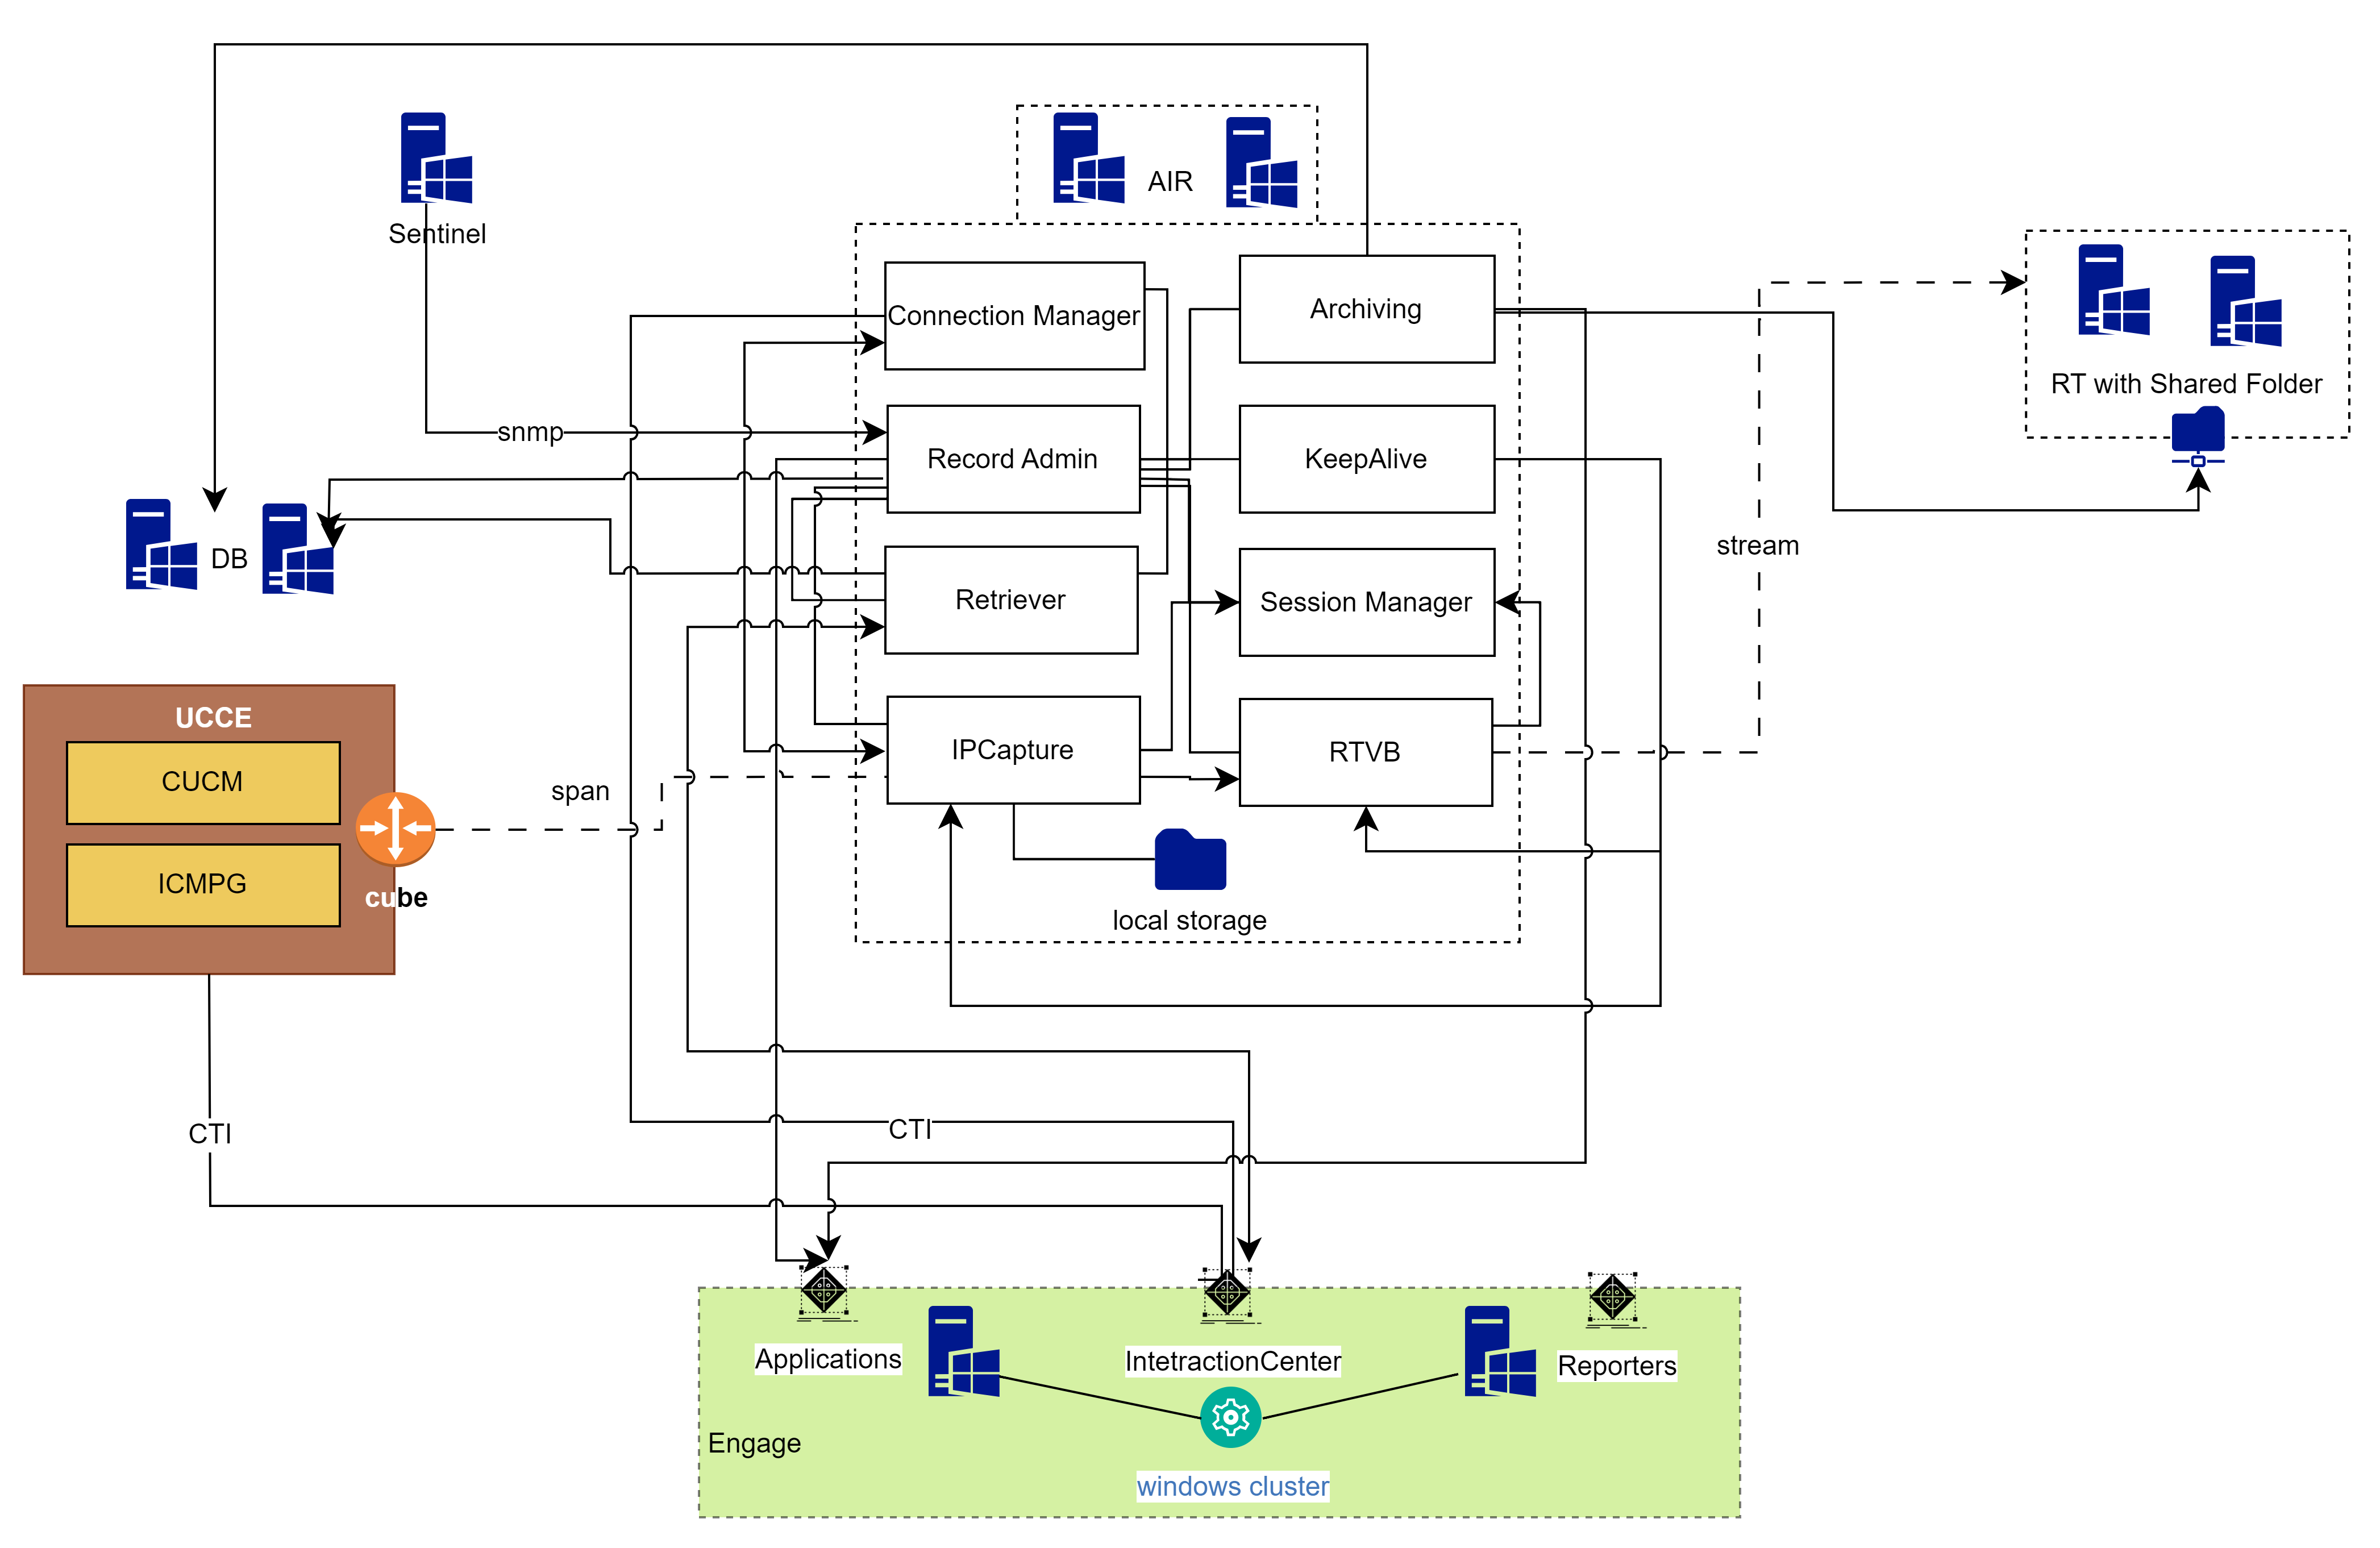 AIR
Sentinel
Connection Manager
Archiving
RT with Shared Folder
snmp
Record Admin
KeepAlive
stream
DB
Retriever
Session Manager
UCCE
CUCM
IPCapture
RTVB
span
ICMPG
cube
local storage
CTI
CTI
Applications
IntetractionCenter
Reporters
Engage
windows cluster